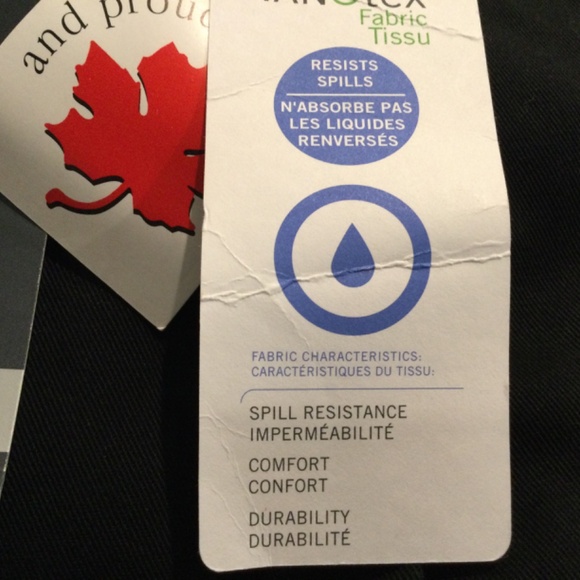 and proud
Fabric
Tissu
RESISTS
SPILLS
N'ABSORBE PAS
LES LIQUIDES
RENVERSÉS
FABRIC CHARACTERISTICS:
CARACTÉRISTIQUES DU TISSU:
SPILL RESISTANCE
IMPERMÉABILITÉ
COMFORT
CONFORT
DURABILITY
DURABILITÉ